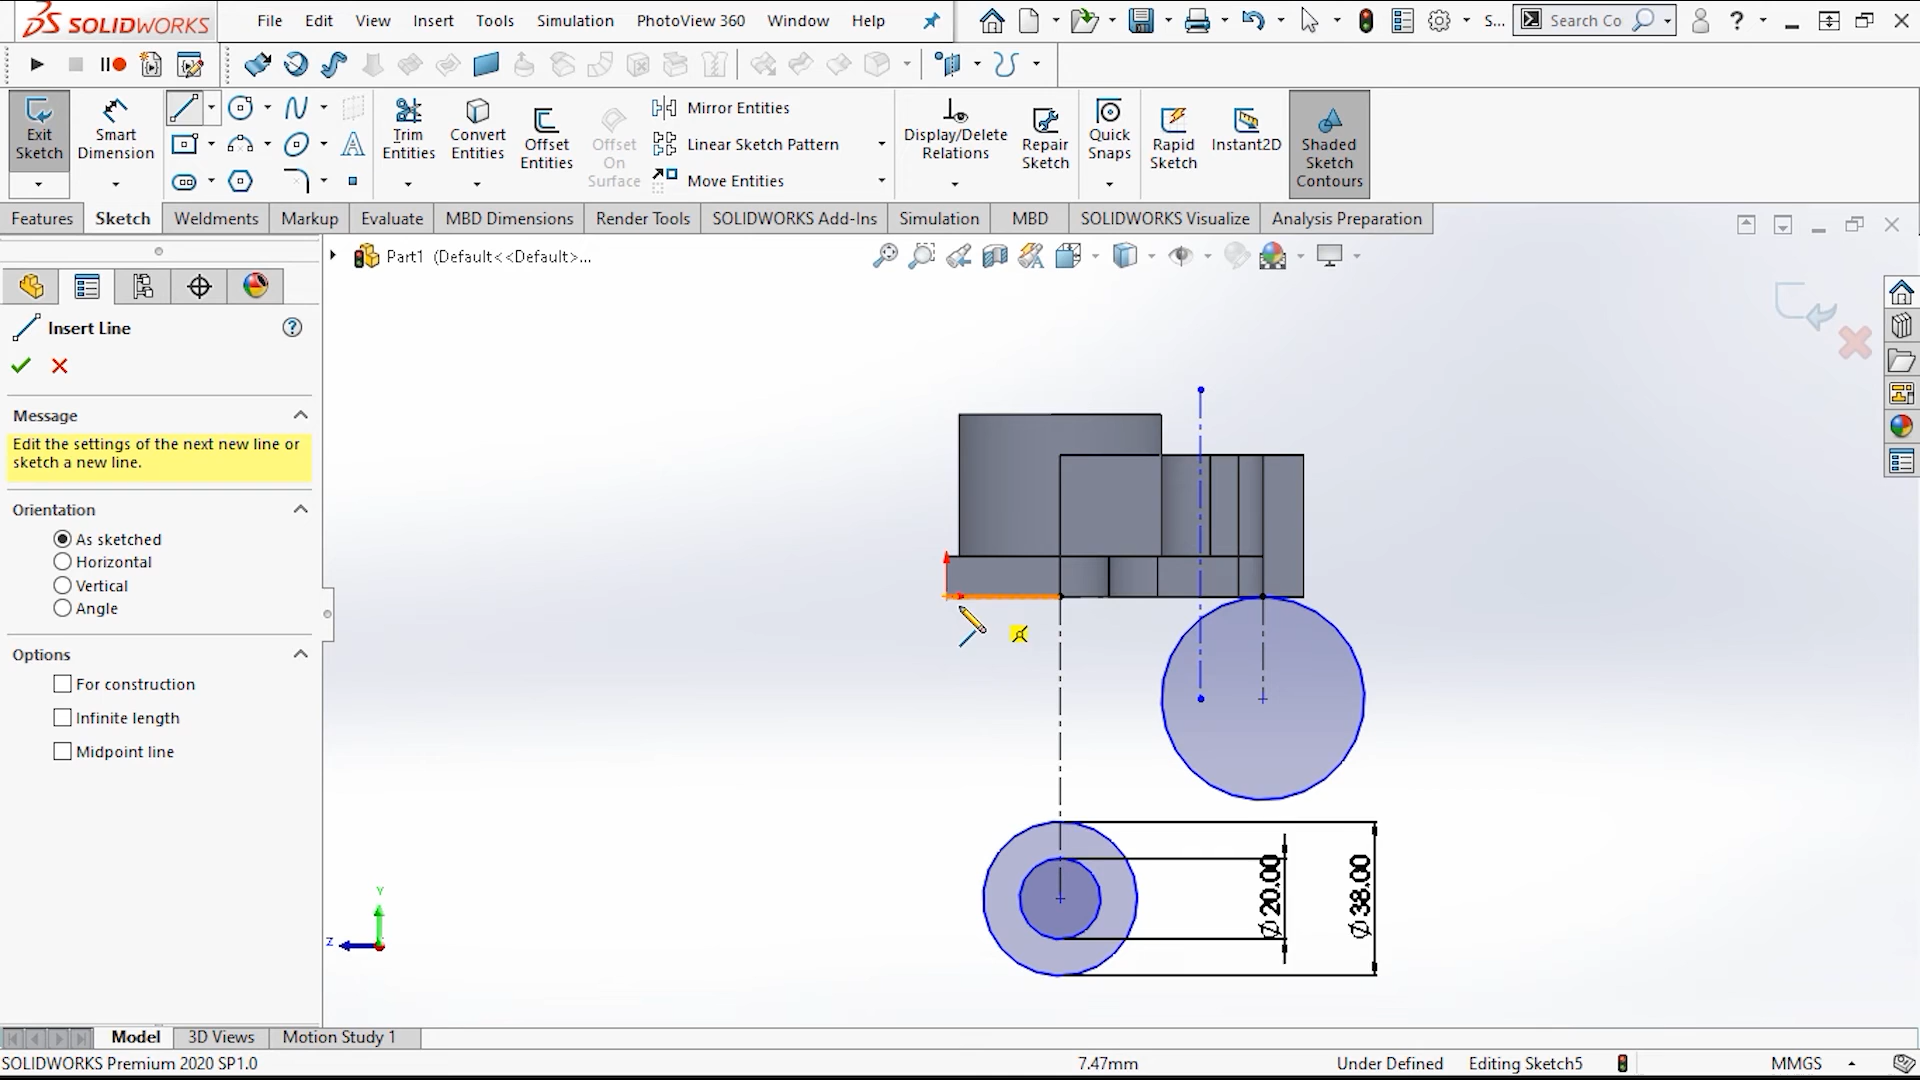 SOLIDWORKS File Edit View Insert Tools Simulation PhotoView 360 Window Help S... Search Co ?
Exit Sketch
Smart Dimension
Trim Entities
Convert Entities
Offset Entities
Offset On Surface
Mirror Entities
Linear Sketch Pattern
Move Entities
Display/Delete Relations
Repair Sketch
Quick Snaps
Rapid Sketch
Instant2D
Shaded Sketch Contours
Features Sketch Weldments Markup Evaluate MBD Dimensions Render Tools SOLIDWORKS Add-Ins Simulation MBD SOLIDWORKS Visualize Analysis Preparation
Part1 (Default<<Default>...
Insert Line
Message
Edit the settings of the next new line or
sketch a new line.
Orientation
As sketched
Horizontal
Vertical
Angle
Options
For construction
Infinite length
Midpoint line
Y
Z
∅20.00
∅38.00
Model 3D Views Motion Study 1
SOLIDWORKS Premium 2020 SP1.0 7.47mm Under Defined Editing Sketch5 MMGS